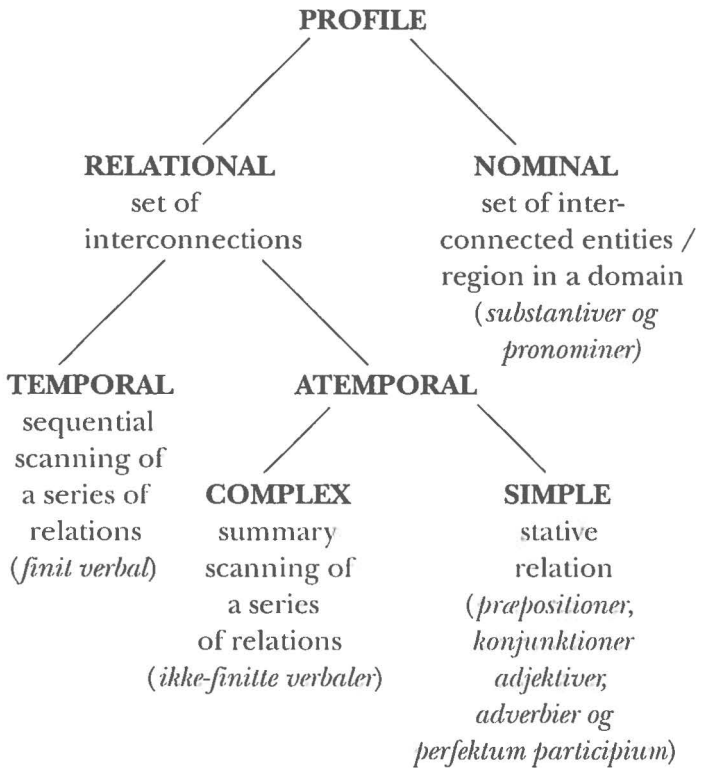 PROFILE
RELATIONAL
set of
interconnections
NOMINAL
set of inter-
connected entities /
region in a domain
(substantiver og
pronominer)
TEMPORAL
sequential
scanning of
a series of
relations
(finit verbal)
ATEMPORAL
COMPLEX
summary
scanning of
a series
of relations
(ikke-finitte verbaler)
SIMPLE
stative
relation
(præpositioner,
konjunktioner
adjektiver,
adverbier og
perfektum participium)